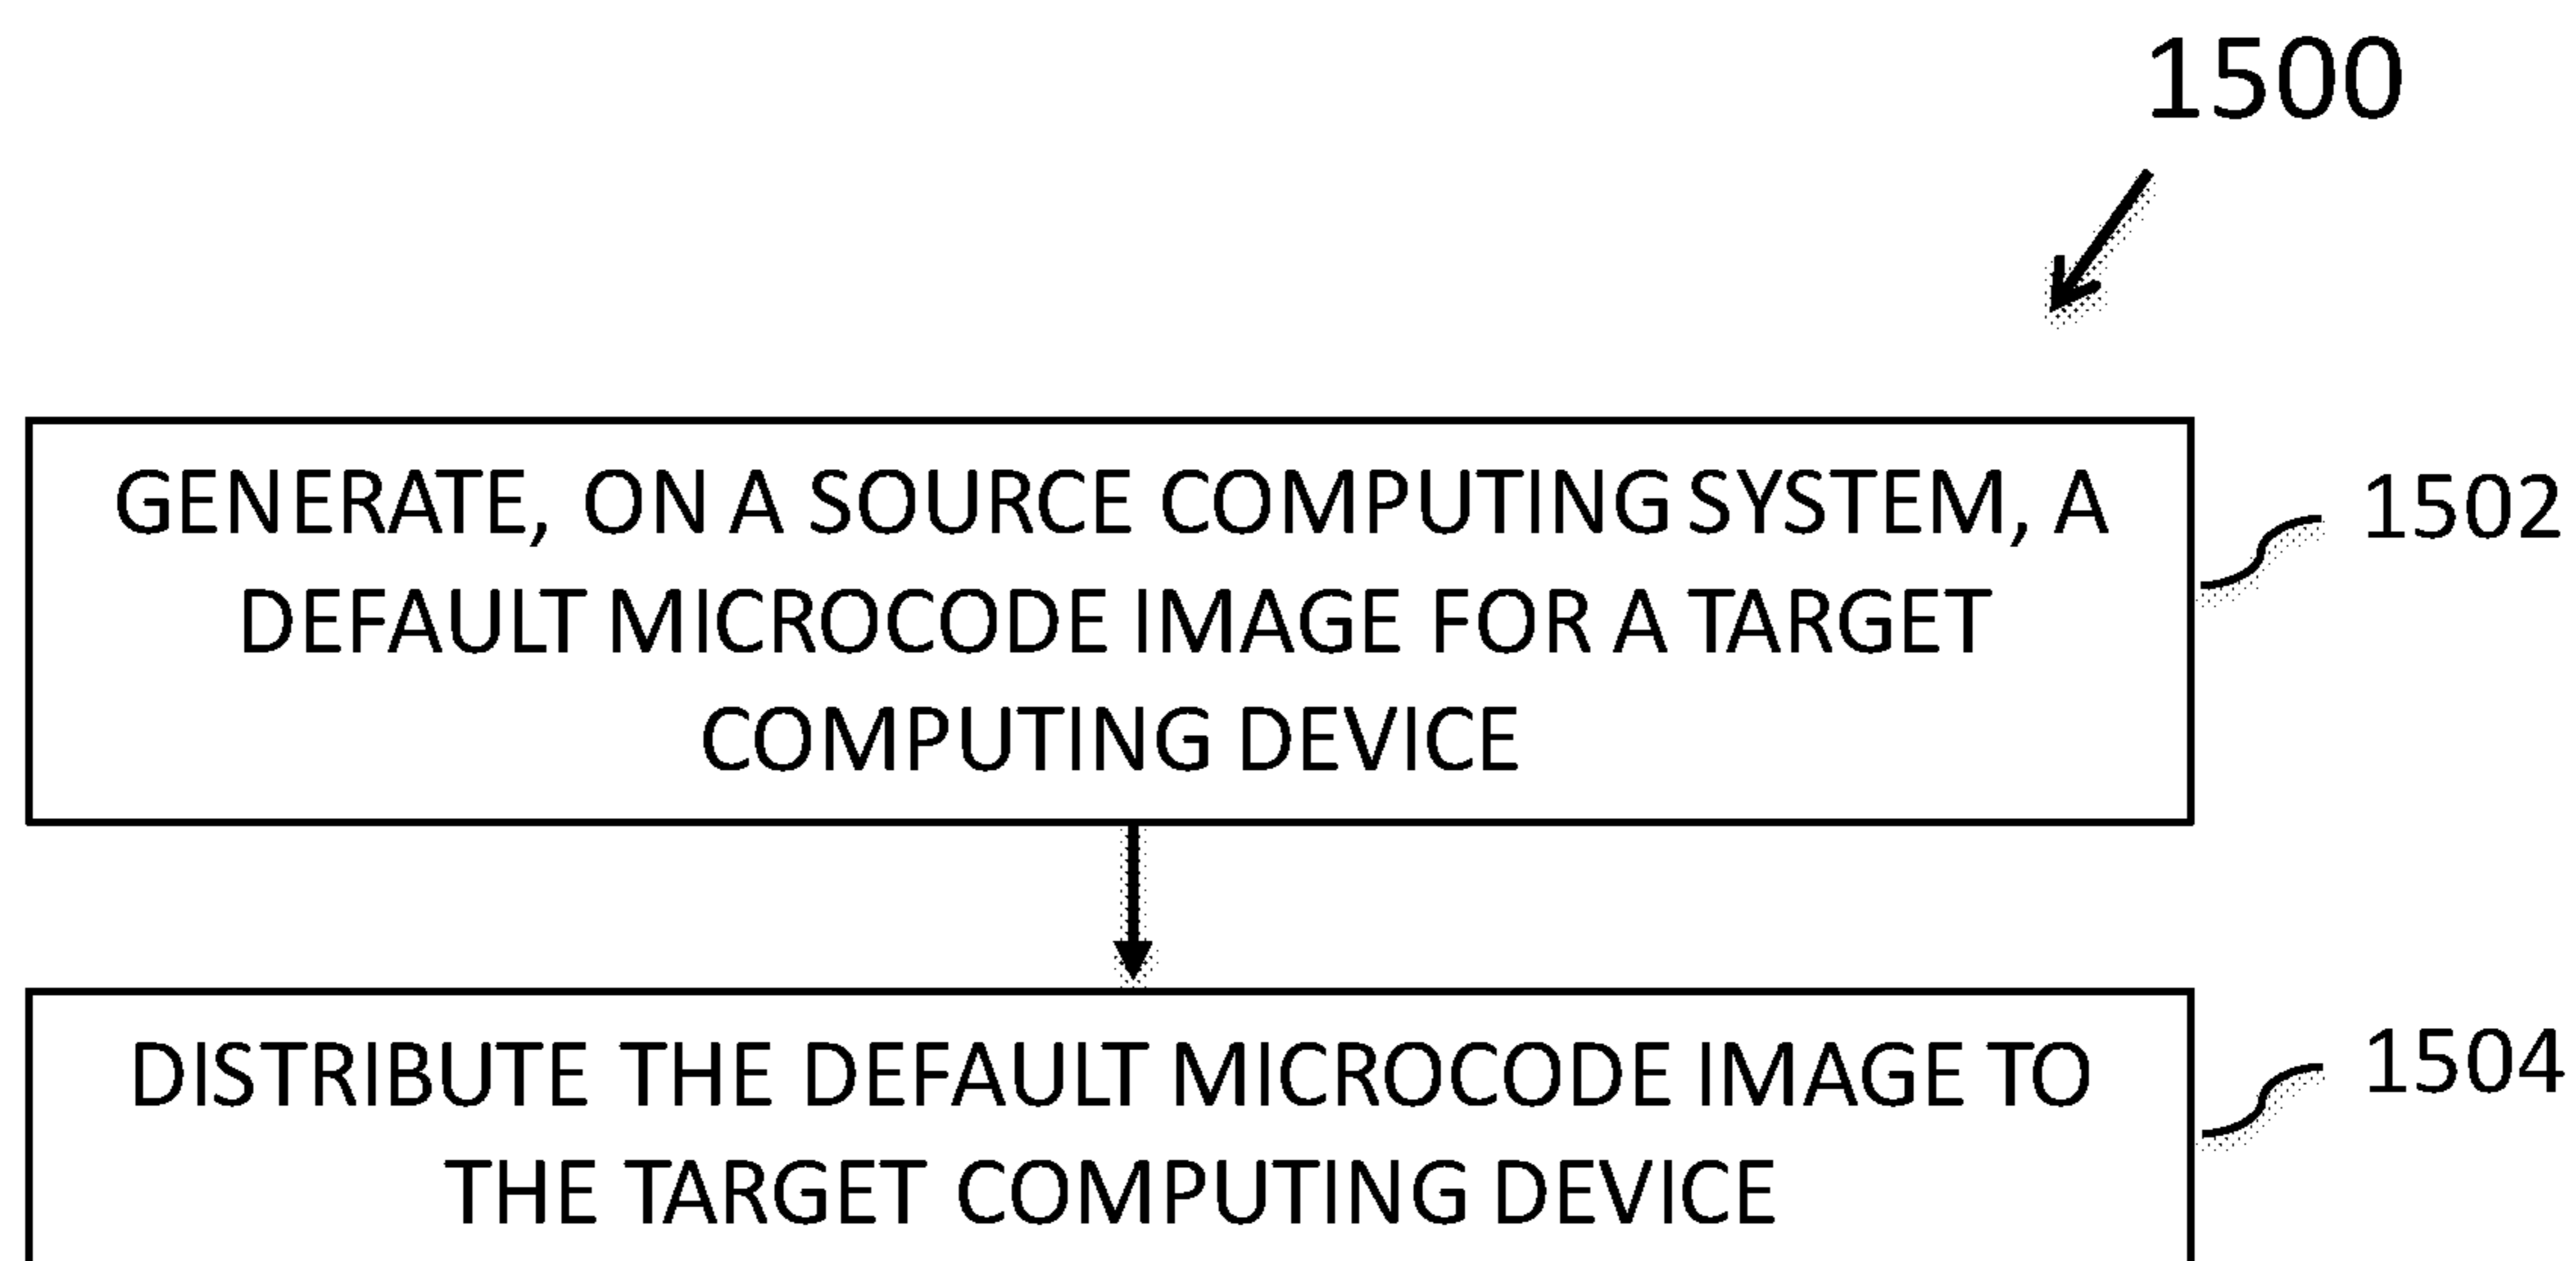 1500
GENERATE, ON A SOURCE COMPUTING SYSTEM, A
1502
DEFAULT MICROCODE IMAGE FOR A TARGET
COMPUTING DEVICE
DISTRIBUTE THE DEFAULT MICROCODE IMAGE TO
1504
THE TARGET COMPUTING DEVICE